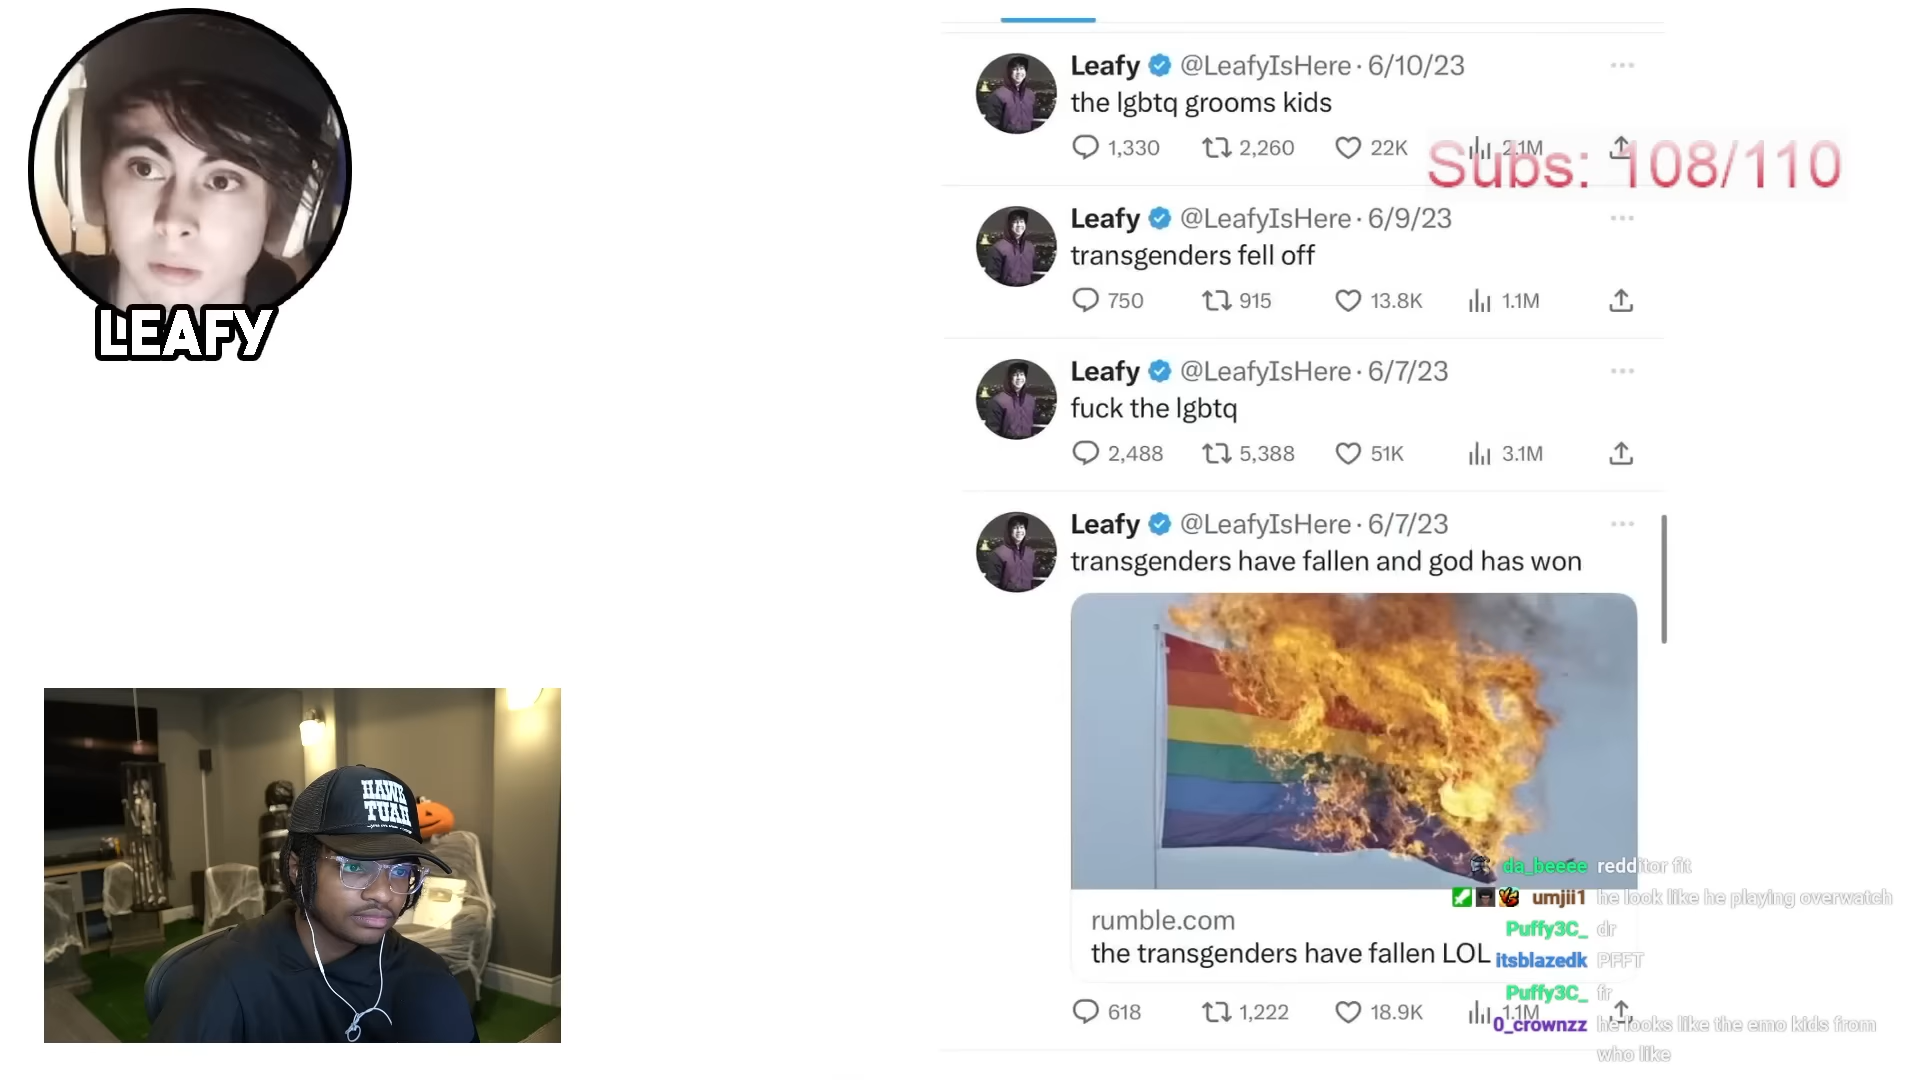 LEAFY
Leafy @LeafyIsHere · 6/10/23
the lgbtq grooms kids
1,330 2,260 22K 2.1M
Subs: 108/110
Leafy @LeafyIsHere · 6/9/23
transgenders fell off
750 915 13.8K 1.1M
Leafy @LeafyIsHere · 6/7/23
fuck the lgbtq
2,488 5,388 51K 3.1M
Leafy @LeafyIsHere · 6/7/23
transgenders have fallen and god has won
rumble.com
the transgenders have fallen LOL
618 1,222 18.9K 1.1M
HAWK
TUAH
da_beeee redditor fit
umjii1 he look like he playing overwatch
Puffy3C_ dr
itsblazedk PFFT
Puffy3C_ fr
0_crownzz he looks like the emo kids from
who like